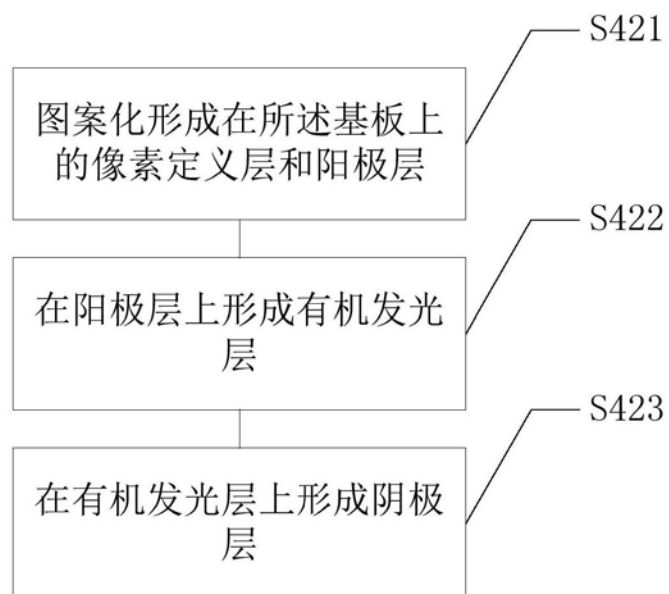 S421
图案化形成在所述基板上
的像素定义层和阳极层
S422
在阳极层上形成有机发光
层
S423
在有机发光层上形成阴极
层